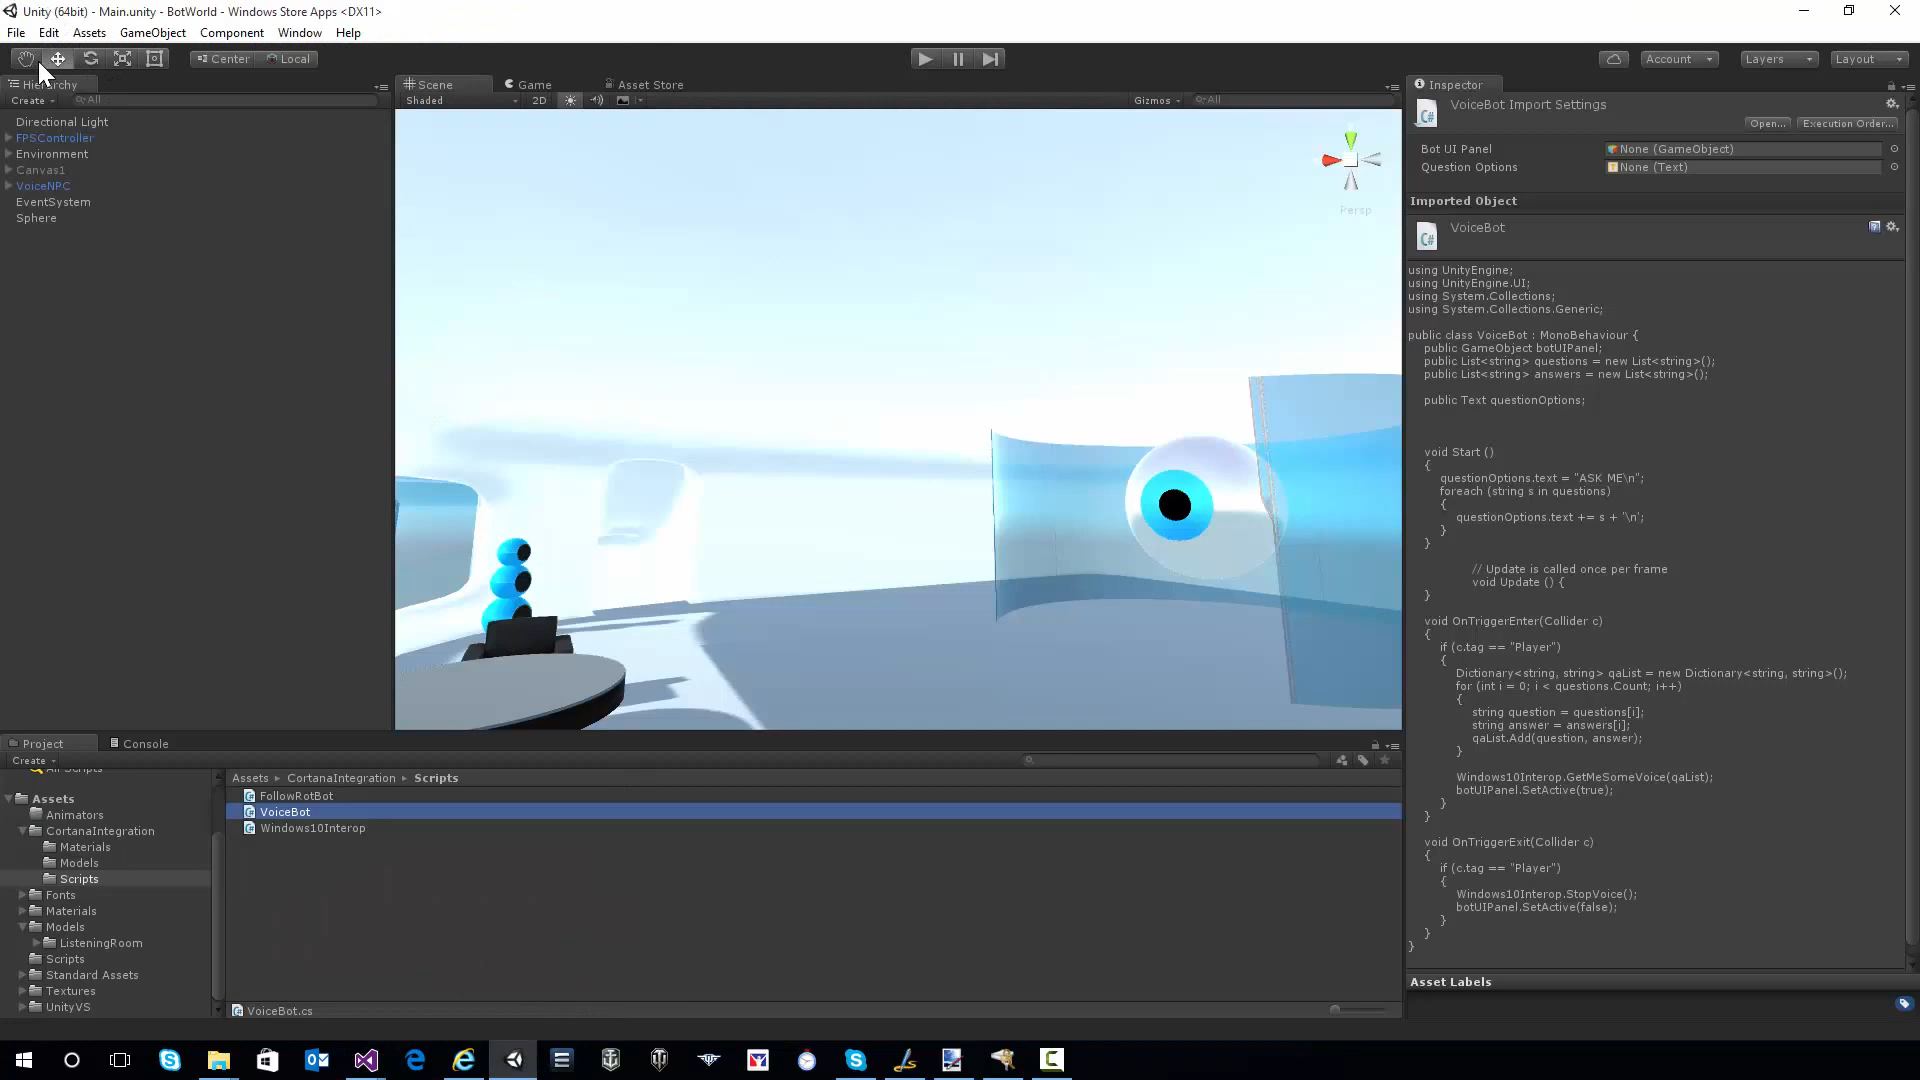 Unity (64bit) - Main.unity - BotWorld - Windows Store Apps <DX11>
File Edit Assets GameObject Component Window Help
Center Local
Account Layers Layout
Hierarchy
Create All
Directional Light
FPSController
Environment
Canvas1
VoiceNPC
EventSystem
Sphere
Scene Game Asset Store
Shaded 2D Gizmos All
Persp
Inspector
VoiceBot Import Settings
Open... Execution Order...
Bot UI Panel None (GameObject)
Question Options None (Text)
Imported Object
VoiceBot
using UnityEngine;
using UnityEngine.UI;
using System.Collections;
using System.Collections.Generic;
public class VoiceBot : MonoBehaviour {
public GameObject botUIPanel;
public List<string> questions = new List<string>();
public List<string> answers = new List<string>();
public Text questionOptions;
void Start ()
{
questionOptions.text = "ASK ME\n";
foreach (string s in questions)
{
questionOptions.text += s + '\n';
}
}
// Update is called once per frame
void Update () {
}
void OnTriggerEnter(Collider c)
{
if (c.tag == "Player")
{
Dictionary<string, string> qaList = new Dictionary<string, string>();
for (int i = 0; i < questions.Count; i++)
{
string question = questions[i];
string answer = answers[i];
qaList.Add(question, answer);
}
Windows10Interop.GetMeSomeVoice(qaList);
botUIPanel.SetActive(true);
}
}
void OnTriggerExit(Collider c)
{
if (c.tag == "Player")
{
Windows10Interop.StopVoice();
botUIPanel.SetActive(false);
}
}
}
Asset Labels
Project Console
Create
All Scripts
Assets
Animators
CortanaIntegration
Materials
Models
Scripts
Fonts
Materials
Models
ListeningRoom
Scripts
Standard Assets
Textures
UnityVS
Assets CortanaIntegration Scripts
FollowRotBot
VoiceBot
Windows10Interop
VoiceBot.cs